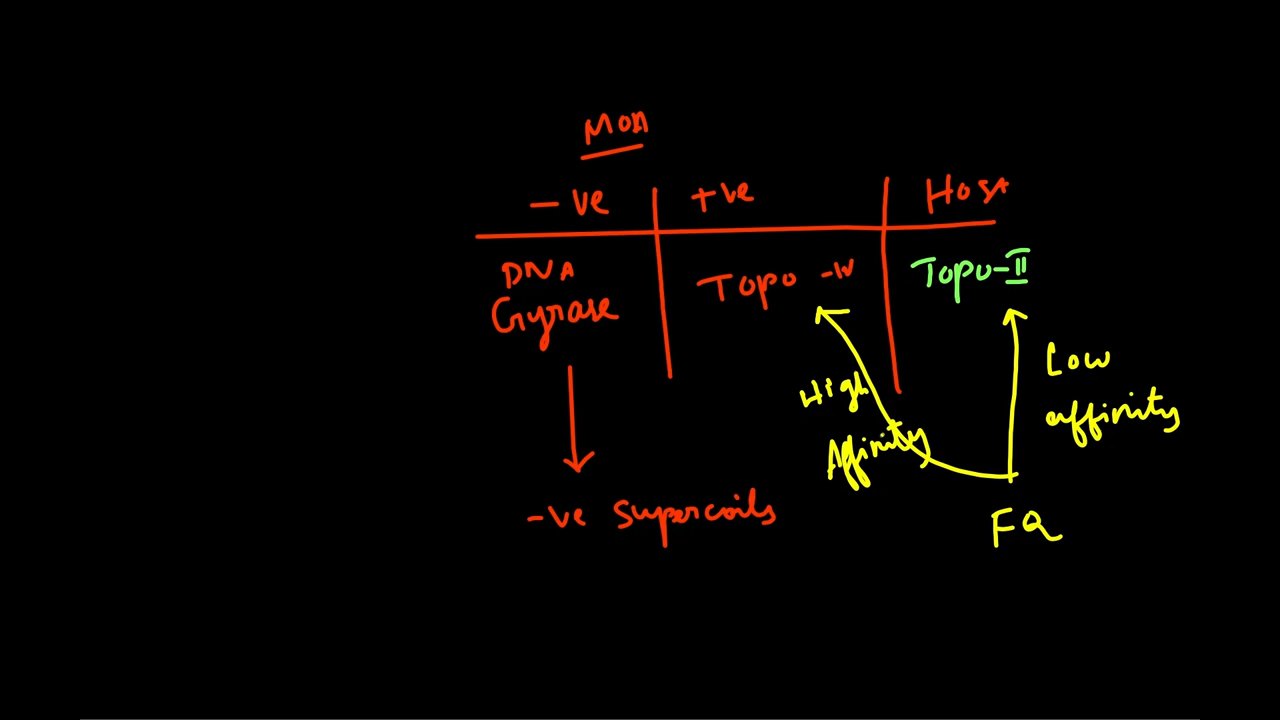 MOA
-ve +ve Host
DNA
Gyrase
Topo -IV
Topo-II
High
Affinity
Low
affinity
-ve supercoils
FQ